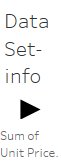 Data
Set-
info
Sum of
Unit Price.